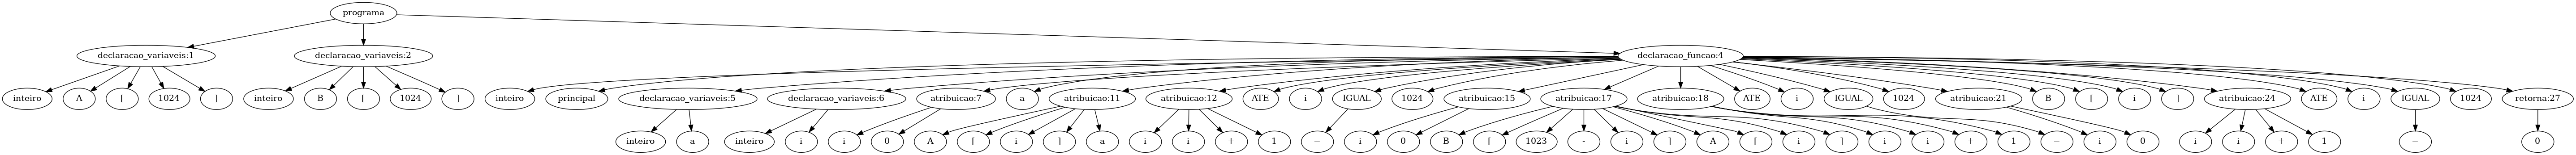 programa
declaracao_variaveis:1 declaracao_variaveis:2 declaracao_funcao:4
inteiro A [ 1024 ] inteiro B [ 1024 ] inteiro principal declaracao_variaveis:5 declaracao_variaveis:6 atribuicao:7 a atribuicao:11 atribuicao:12 ATE i IGUAL 1024 atribuicao:15 atribuicao:17 atribuicao:18 ATE i IGUAL 1024 atribuicao:21 B [ i ] atribuicao:24 ATE i IGUAL 1024 retorna:27
inteiro a inteiro i i 0 A [ i ] a i i + 1 = i 0 B [ 1023 - i ] A [ i ] i i + 1 = i 0 i i + 1 = 0